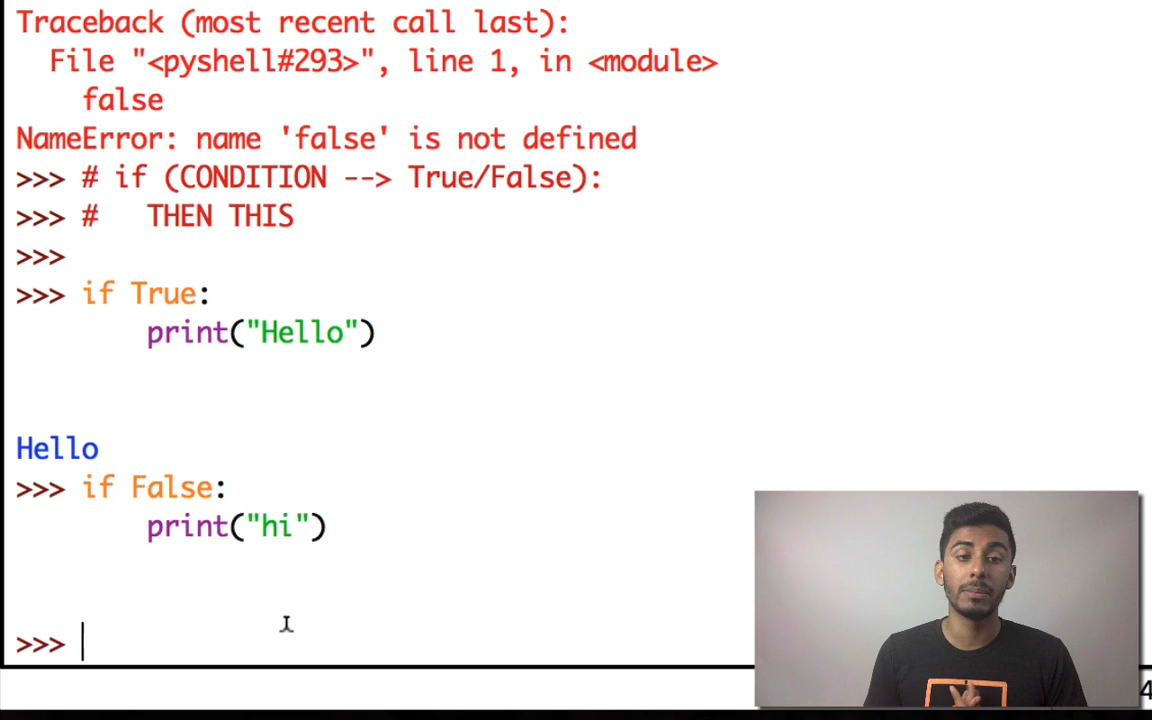 Traceback (most recent call last):
  File "<pyshell#293>", line 1, in <module>
    false
NameError: name 'false' is not defined
>>> # if (CONDITION --> True/False):
>>> #   THEN THIS
>>>
>>> if True:
        print("Hello")
Hello
>>> if False:
        print("hi")
>>>
4